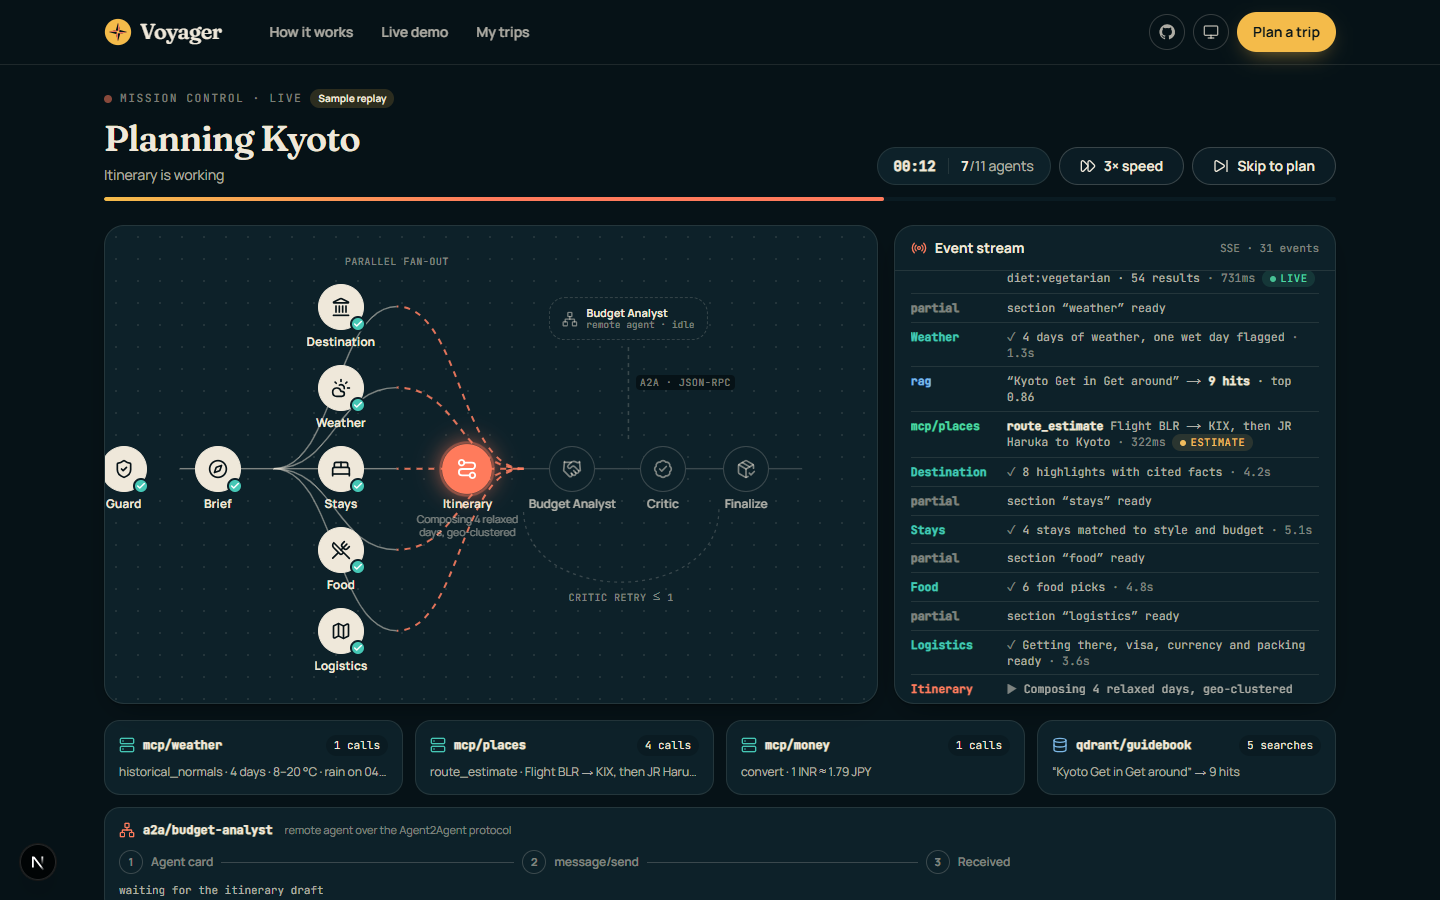 Voyager
How it works
Live demo
My trips
Plan a trip
MISSION CONTROL · LIVE
Sample replay
Planning Kyoto
Itinerary is working
00:12
7/11 agents
3× speed
Skip to plan
PARALLEL FAN-OUT
Destination
Weather
Guard
Brief
Stays
Food
Logistics
Itinerary
Composing 4 relaxed
days, geo-clustered
Budget Analyst
remote agent · idle
A2A · JSON-RPC
Budget Analyst
Critic
Finalize
CRITIC RETRY ≤ 1
Event stream
SSE · 31 events
diet:vegetarian · 54 results · 731ms LIVE
partial section “weather” ready
Weather ✓ 4 days of weather, one wet day flagged ·
1.3s
rag “Kyoto Get in Get around” → 9 hits · top
0.86
mcp/places route_estimate Flight BLR → KIX, then JR
Haruka to Kyoto · 322ms ESTIMATE
Destination ✓ 8 highlights with cited facts · 4.2s
partial section “stays” ready
Stays ✓ 4 stays matched to style and budget · 5.1s
partial section “food” ready
Food ✓ 6 food picks · 4.8s
partial section “logistics” ready
Logistics ✓ Getting there, visa, currency and packing
ready · 3.6s
Itinerary ▶ Composing 4 relaxed days, geo-clustered
mcp/weather
1 calls
historical_normals · 4 days · 8–20 °C · rain on 04…
mcp/places
4 calls
route_estimate · Flight BLR → KIX, then JR Haru…
mcp/money
1 calls
convert · 1 INR ≈ 1.79 JPY
qdrant/guidebook
5 searches
“Kyoto Get in Get around” → 9 hits
a2a/budget-analyst remote agent over the Agent2Agent protocol
1 Agent card
2 message/send
3 Received
waiting for the itinerary draft
N